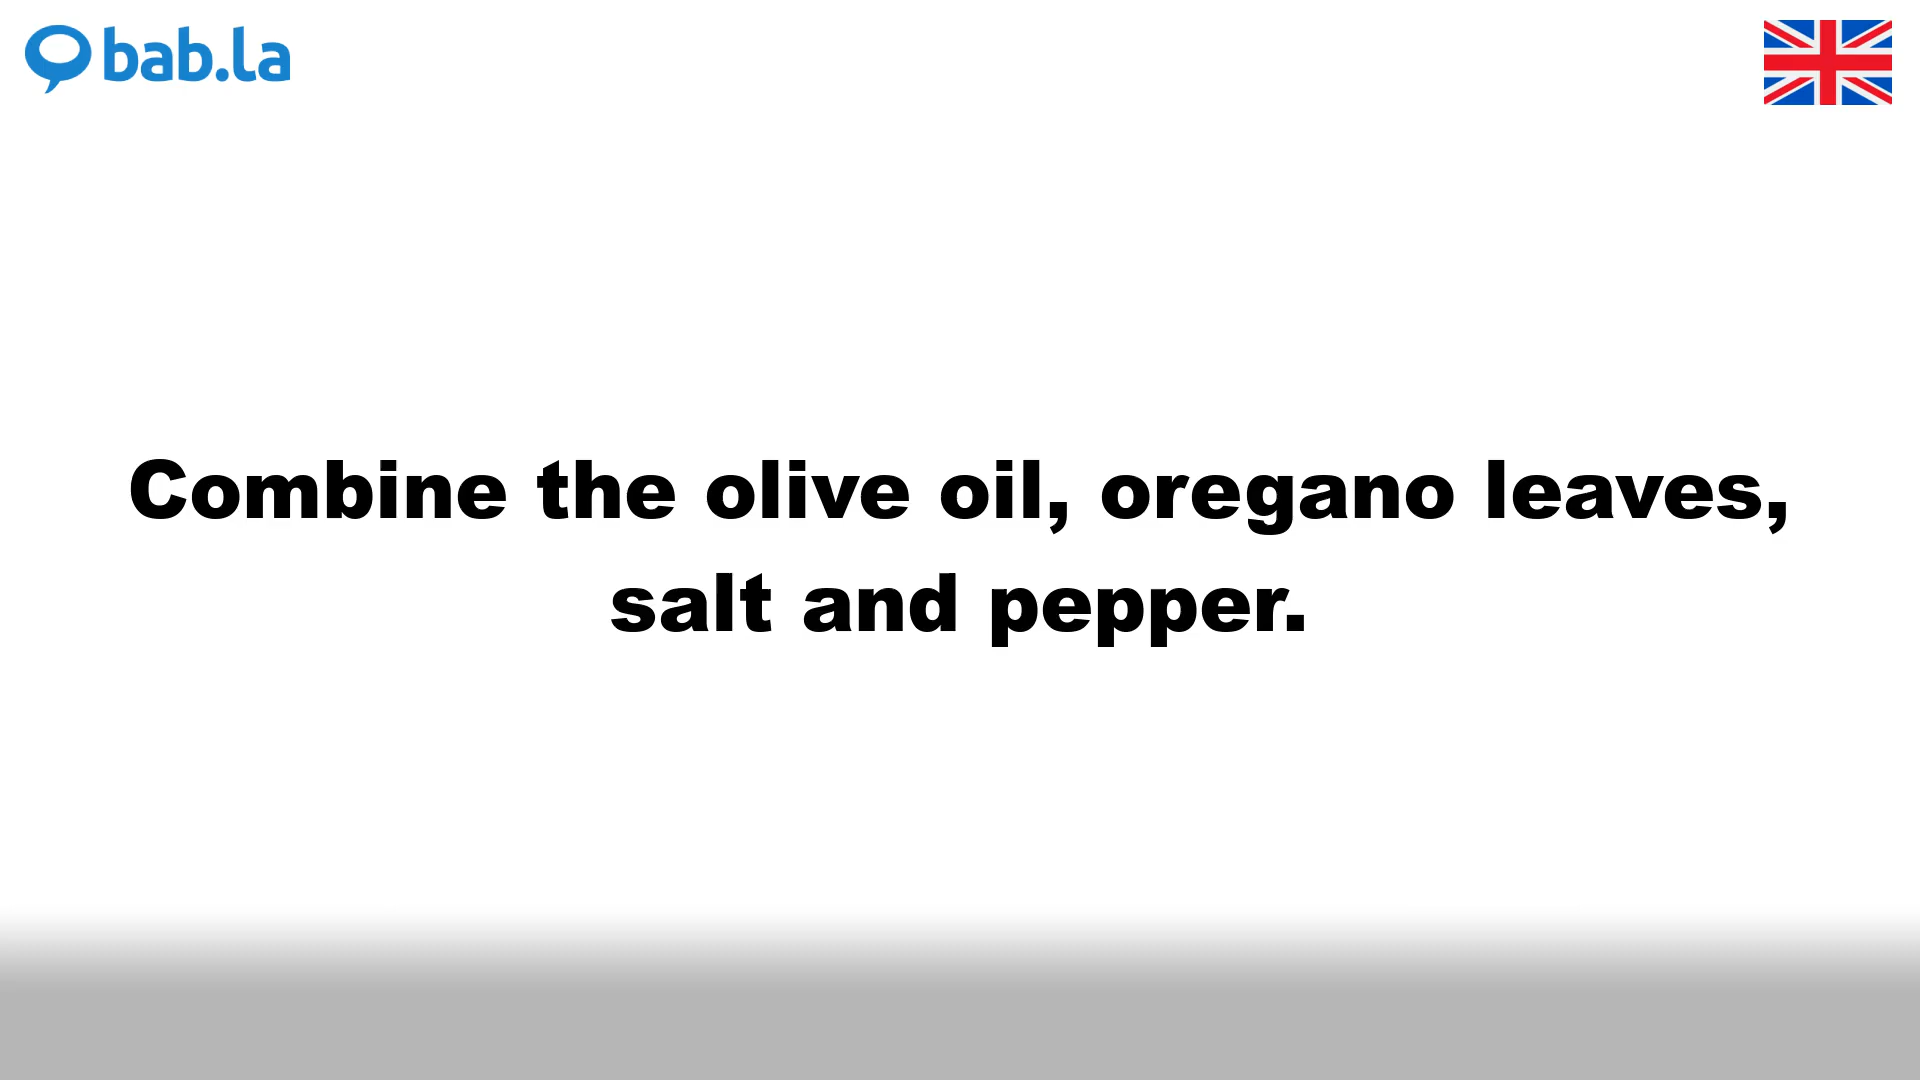 bab.la
Combine the olive oil, oregano leaves,
salt and pepper.